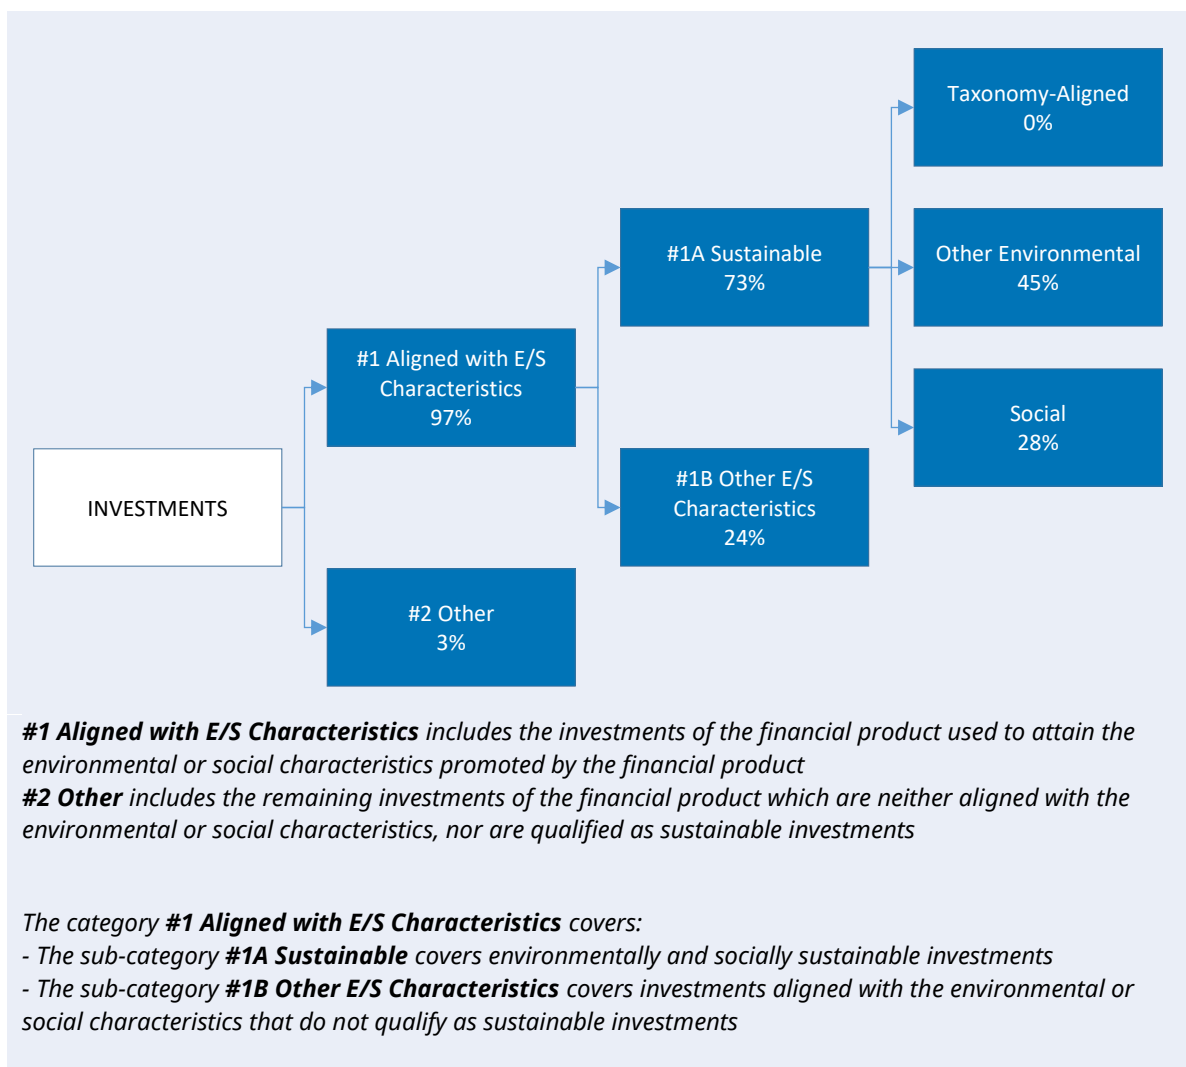 Taxonomy-Aligned
0%
#1A Sustainable
73%
Other Environmental
45%
#1 Aligned with E/S
Characteristics
97%
Social
28%
INVESTMENTS
#1B Other E/S
Characteristics
24%
#2 Other
3%
#1 Aligned with E/S Characteristics includes the investments of the financial product used to attain the
environmental or social characteristics promoted by the financial product
#2 Other includes the remaining investments of the financial product which are neither aligned with the
environmental or social characteristics, nor are qualified as sustainable investments
The category #1 Aligned with E/S Characteristics covers:
- The sub-category #1A Sustainable covers environmentally and socially sustainable investments
- The sub-category #1B Other E/S Characteristics covers investments aligned with the environmental or
social characteristics that do not qualify as sustainable investments